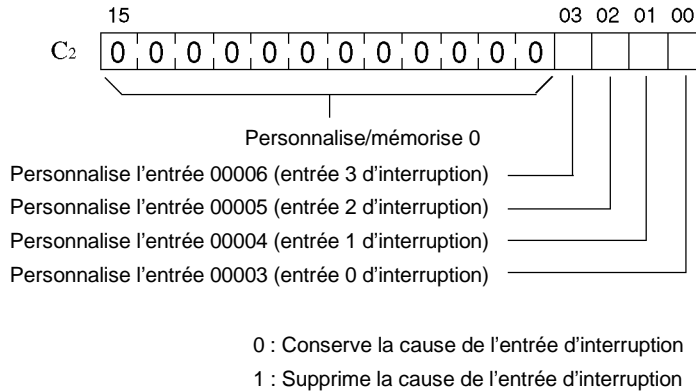 15 03 02 01 00
C2 0 0 0 0 0 0 0 0 0 0 0 0
Personnalise/mémorise 0
Personnalise l'entrée 00006 (entrée 3 d'interruption)
Personnalise l'entrée 00005 (entrée 2 d'interruption)
Personnalise l'entrée 00004 (entrée 1 d'interruption)
Personnalise l'entrée 00003 (entrée 0 d'interruption)
0 : Conserve la cause de l'entrée d'interruption
1 : Supprime la cause de l'entrée d'interruption